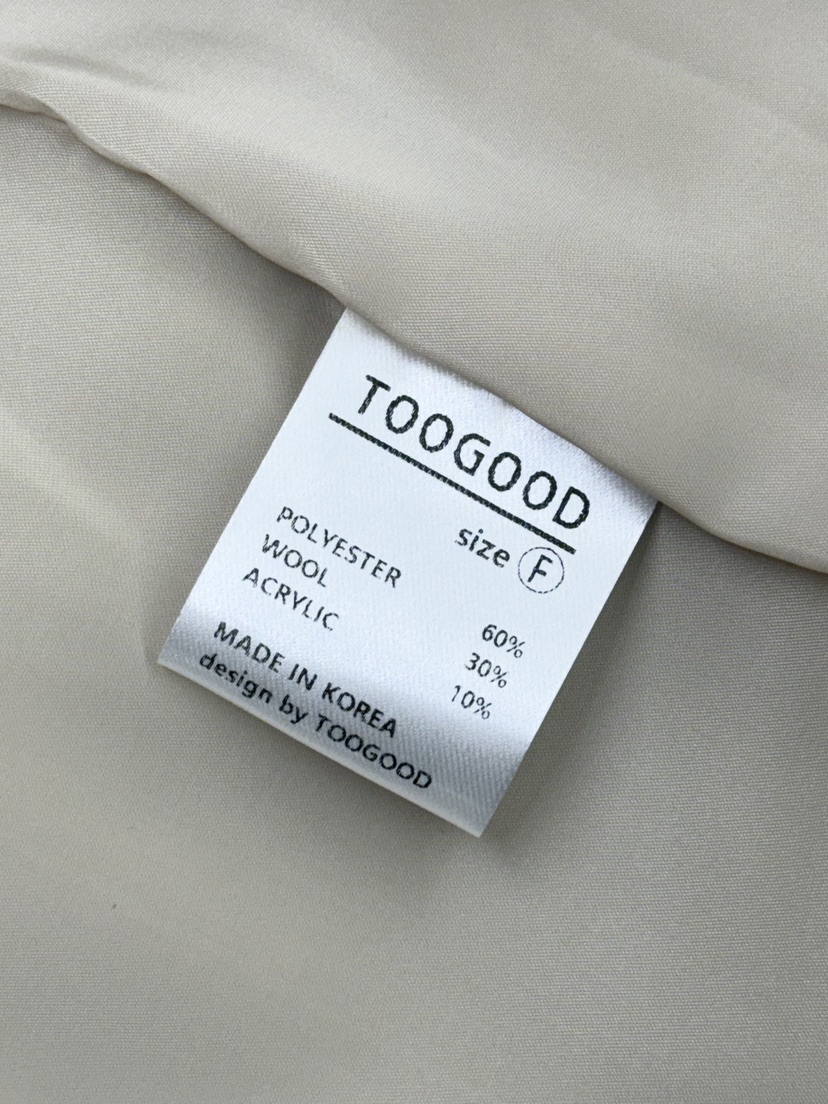 TOOGOOD
size F
POLYESTER 60%
WOOL 30%
ACRYLIC 10%
MADE IN KOREA
design by TOOGOOD